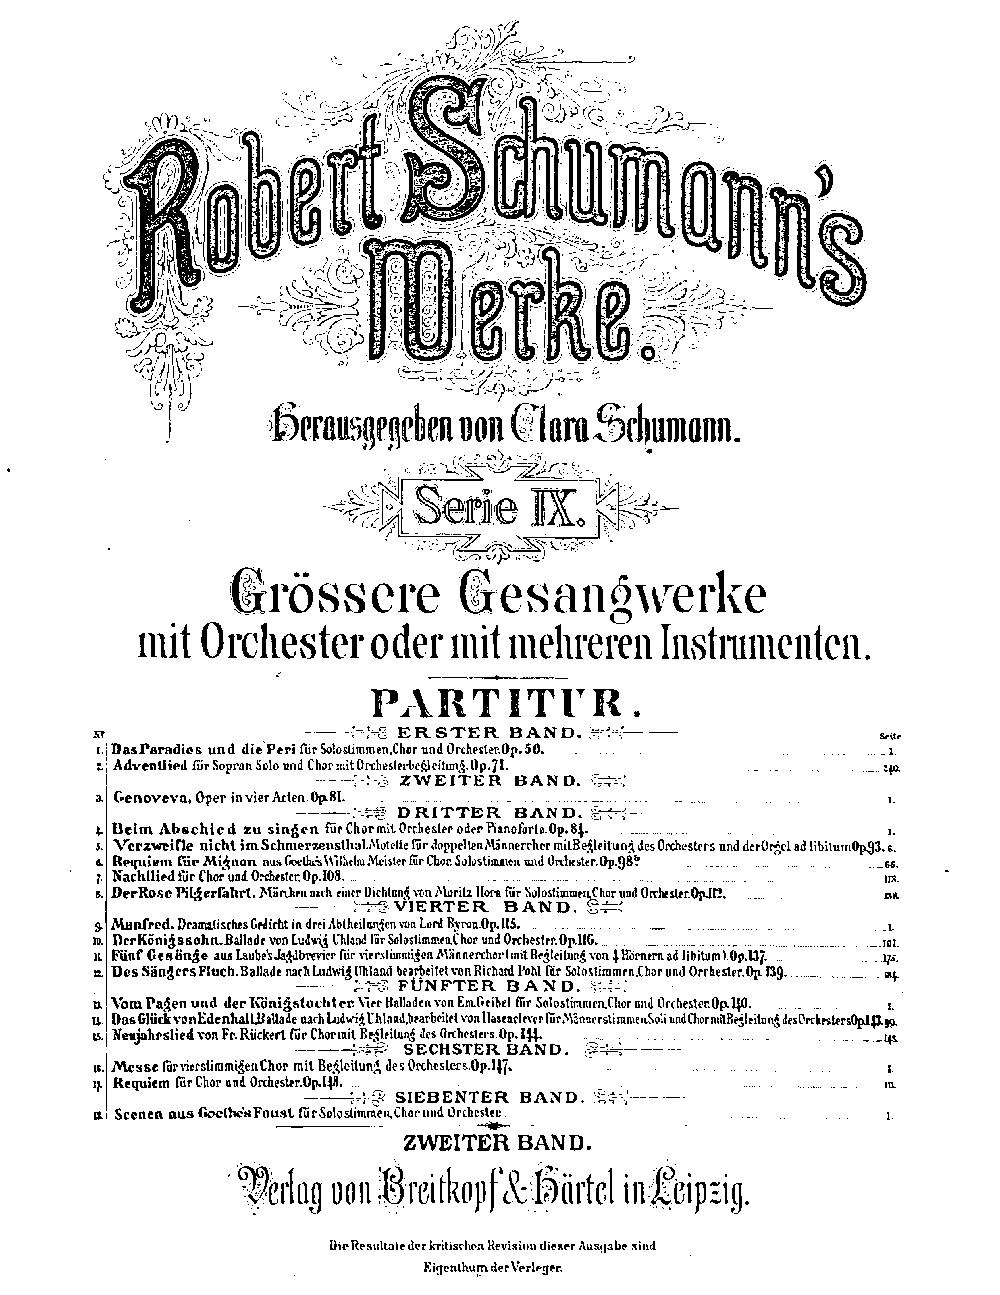 Robert Schumann's
Werke.
Herausgegeben von Clara Schumann.
Serie IX.
Grössere Gesangwerke
mit Orchester oder mit mehreren Instrumenten.
PARTITUR.
Nr ERSTER BAND. Seite
1. Das Paradies und die Peri für Solostimmen, Chor und Orchester. Op. 50. 1.
2. Adventlied für Sopran Solo und Chor mit Orchesterbegleitung. Op. 71. 240.
ZWEITER BAND.
3. Genoveva, Oper in vier Acten. Op. 81. 1.
DRITTER BAND.
4. Beim Abschied zu singen für Chor mit Orchester oder Pianoforte. Op. 84. 1.
5. Verzweifle nicht im Schmerzensthal. Motette für doppelten Männerchor mit Begleitung des Orchesters und der Orgel ad libitum Op. 93. 6.
6. Requiem für Mignon aus Goethe's Wilhelm Meister für Chor, Solostimmen und Orchester. Op. 98b 66.
7. Nachtlied für Chor und Orchester. Op. 108.
8. Der Rose Pilgerfahrt. Märchen nach einer Dichtung von Moritz Horn für Solostimmen, Chor und Orchester. Op. 112.
VIERTER BAND.
9. Manfred. Dramatisches Gedicht in drei Abtheilungen von Lord Byron. Op. 115. 1.
10. Der Königssohn. Ballade von Ludwig Uhland für Solostimmen, Chor und Orchester. Op. 116. 101.
11. Fünf Gesänge aus Laube's Jagdbrevier für vierstimmigen Männerchor (mit Begleitung von 4 Hörnern ad libitum). Op. 137. 175.
12. Des Sängers Fluch. Ballade nach Ludwig Uhland bearbeitet von Richard Pohl für Solostimmen, Chor und Orchester. Op. 139.
FÜNFTER BAND.
13. Vom Pagen und der Königstochter. Vier Balladen von Em. Geibel für Solostimmen, Chor und Orchester. Op. 140. 1.
14. Das Glück von Edenhall. Ballade nach Ludwig Uhland, bearbeitet von Hasenclever für Männerstimmen, Soli und Chor mit Begleitung des Orchesters Op. 143. 99.
15. Neujahrslied von Fr. Rückert für Chor mit Begleitung des Orchesters. Op. 144. 145.
SECHSTER BAND.
16. Messe für vierstimmigen Chor mit Begleitung des Orchesters. Op. 147. 1.
17. Requiem für Chor und Orchester. Op. 148.
SIEBENTER BAND.
18. Scenen aus Goethe's Faust für Solostimmen, Chor und Orchester. 1.
ZWEITER BAND.
Verlag von Breitkopf & Härtel in Leipzig.
Die Resultate der kritischen Revision dieser Ausgabe sind
Eigenthum der Verleger.